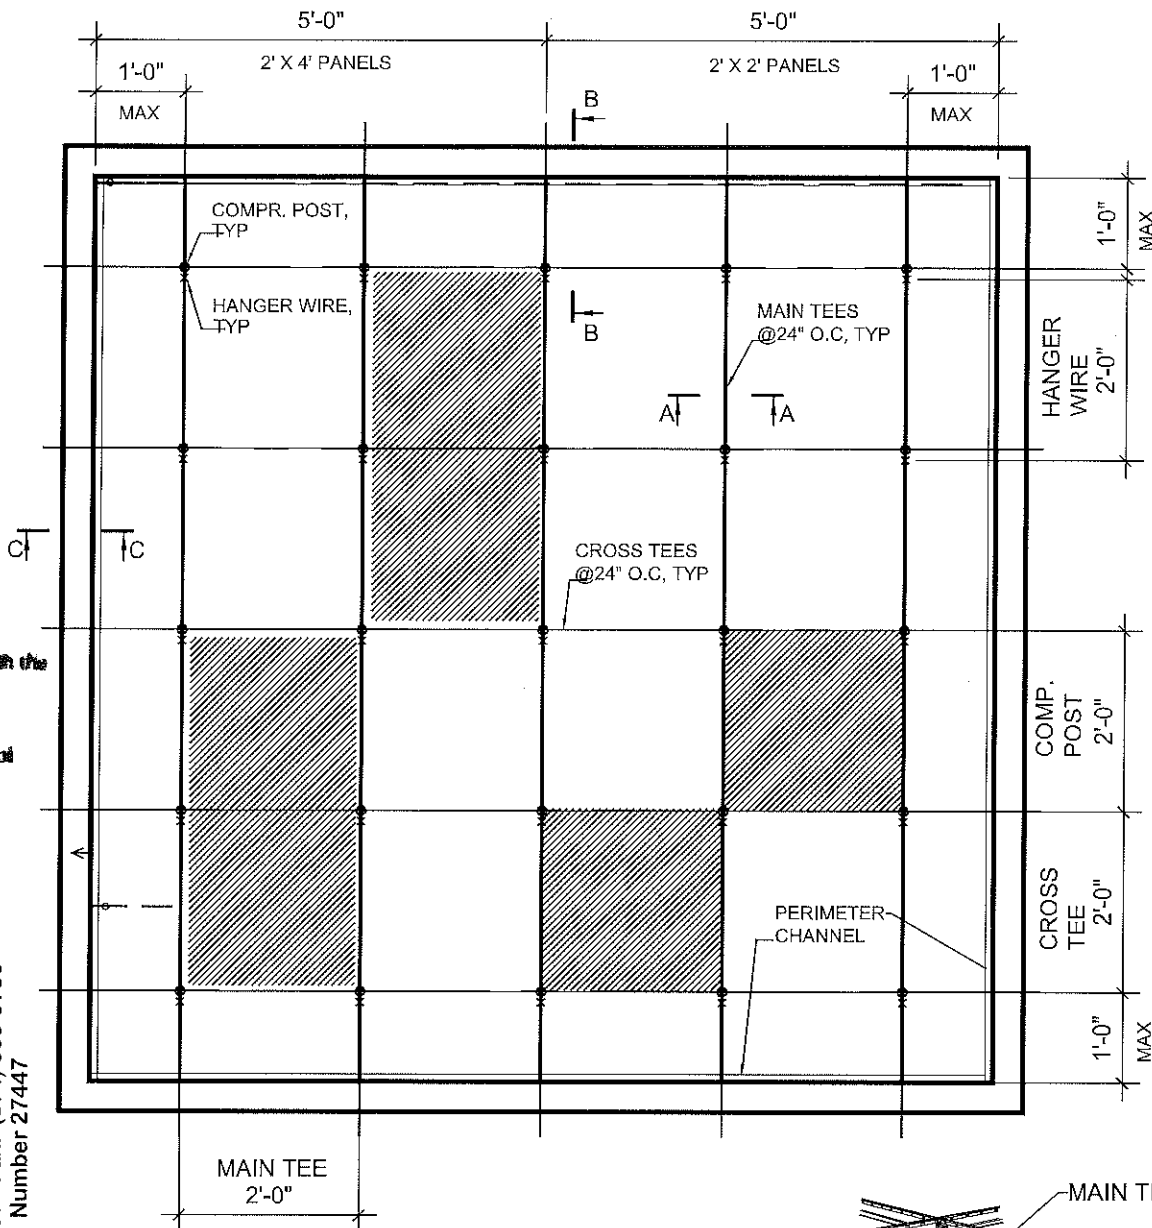 5'-0"
5'-0"
2' X 4' PANELS
2' X 2' PANELS
1'-0"
MAX
1'-0"
MAX
B
B
COMPR. POST,
TYP
HANGER WIRE,
TYP
MAIN TEES
@24" O.C, TYP
A
A
C
C
CROSS TEES
@24" O.C, TYP
PERIMETER
CHANNEL
1'-0"
MAX
HANGER
WIRE
2'-0"
COMP.
POST
2'-0"
CROSS
TEE
2'-0"
1'-0"
MAX
the
Number 27447
MAIN TEE
2'-0"
MAIN